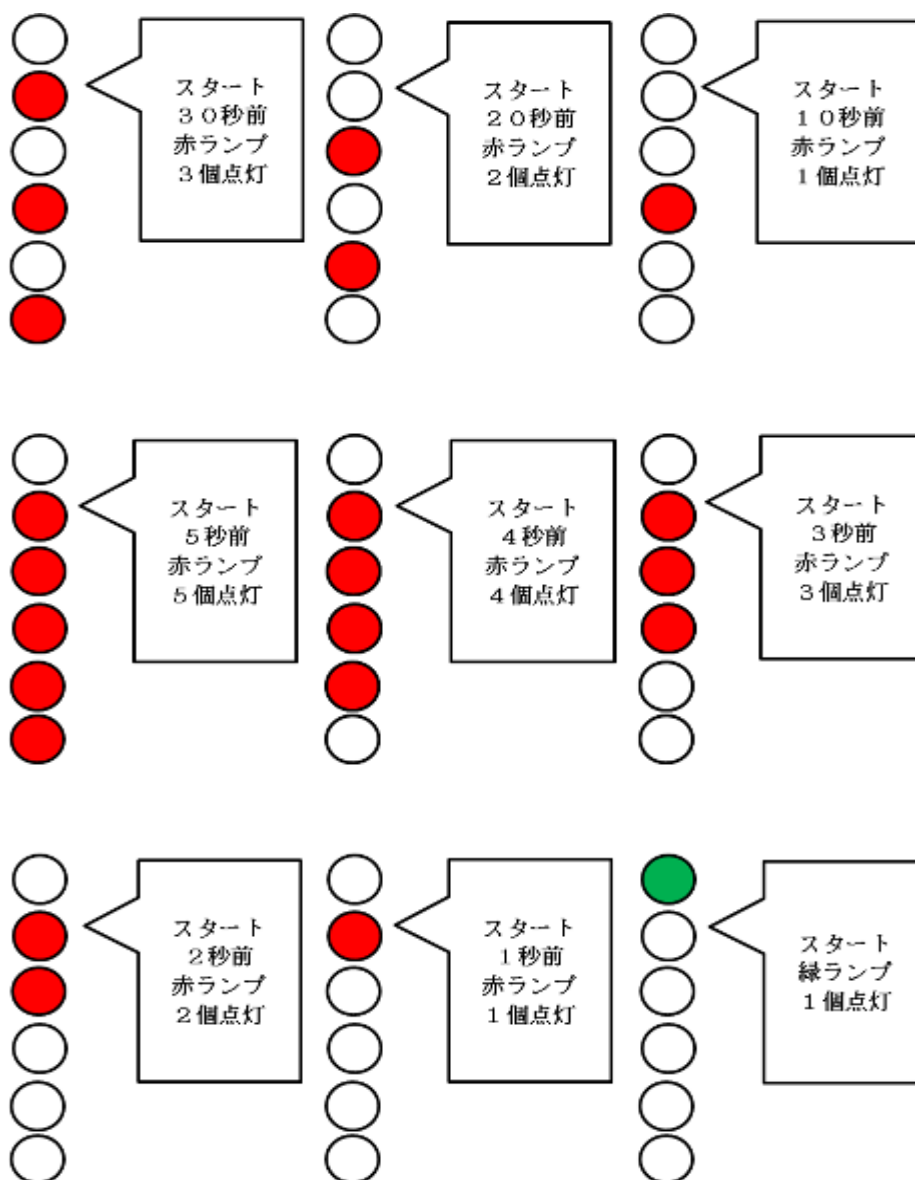 スタート
３０秒前
赤ランプ
３個点灯
スタート
２０秒前
赤ランプ
２個点灯
スタート
１０秒前
赤ランプ
１個点灯
スタート
５秒前
赤ランプ
５個点灯
スタート
４秒前
赤ランプ
４個点灯
スタート
３秒前
赤ランプ
３個点灯
スタート
２秒前
赤ランプ
２個点灯
スタート
１秒前
赤ランプ
１個点灯
スタート
緑ランプ
１個点灯